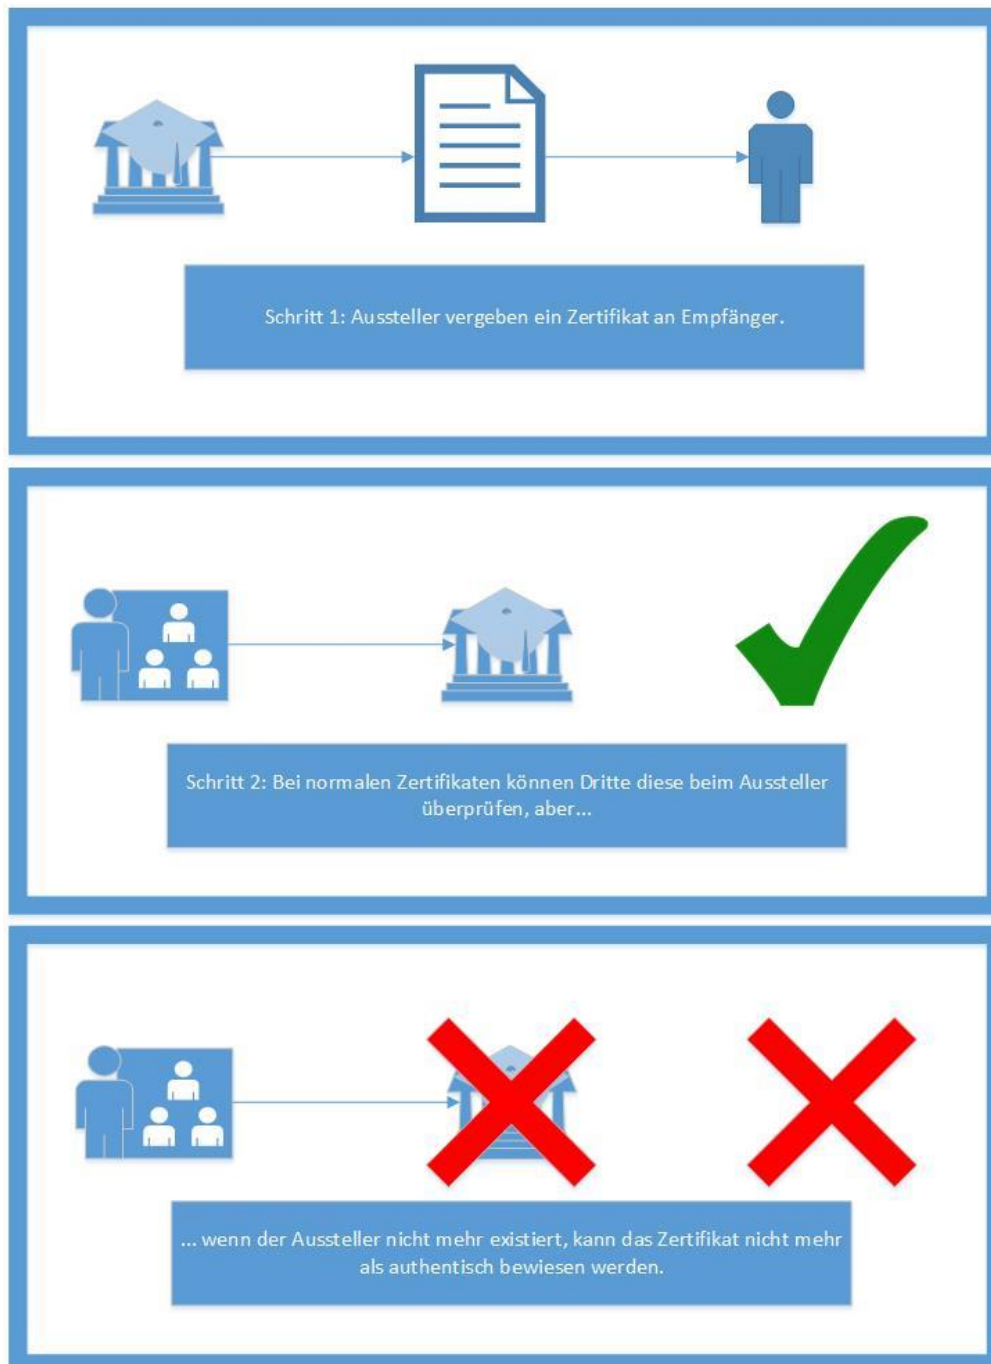 Schritt 1: Aussteller vergeben ein Zertifikat an Empfänger.
Schritt 2: Bei normalen Zertifikaten können Dritte diese beim Aussteller
überprüfen, aber...
... wenn der Aussteller nicht mehr existiert, kann das Zertifikat nicht mehr
als authentisch bewiesen werden.